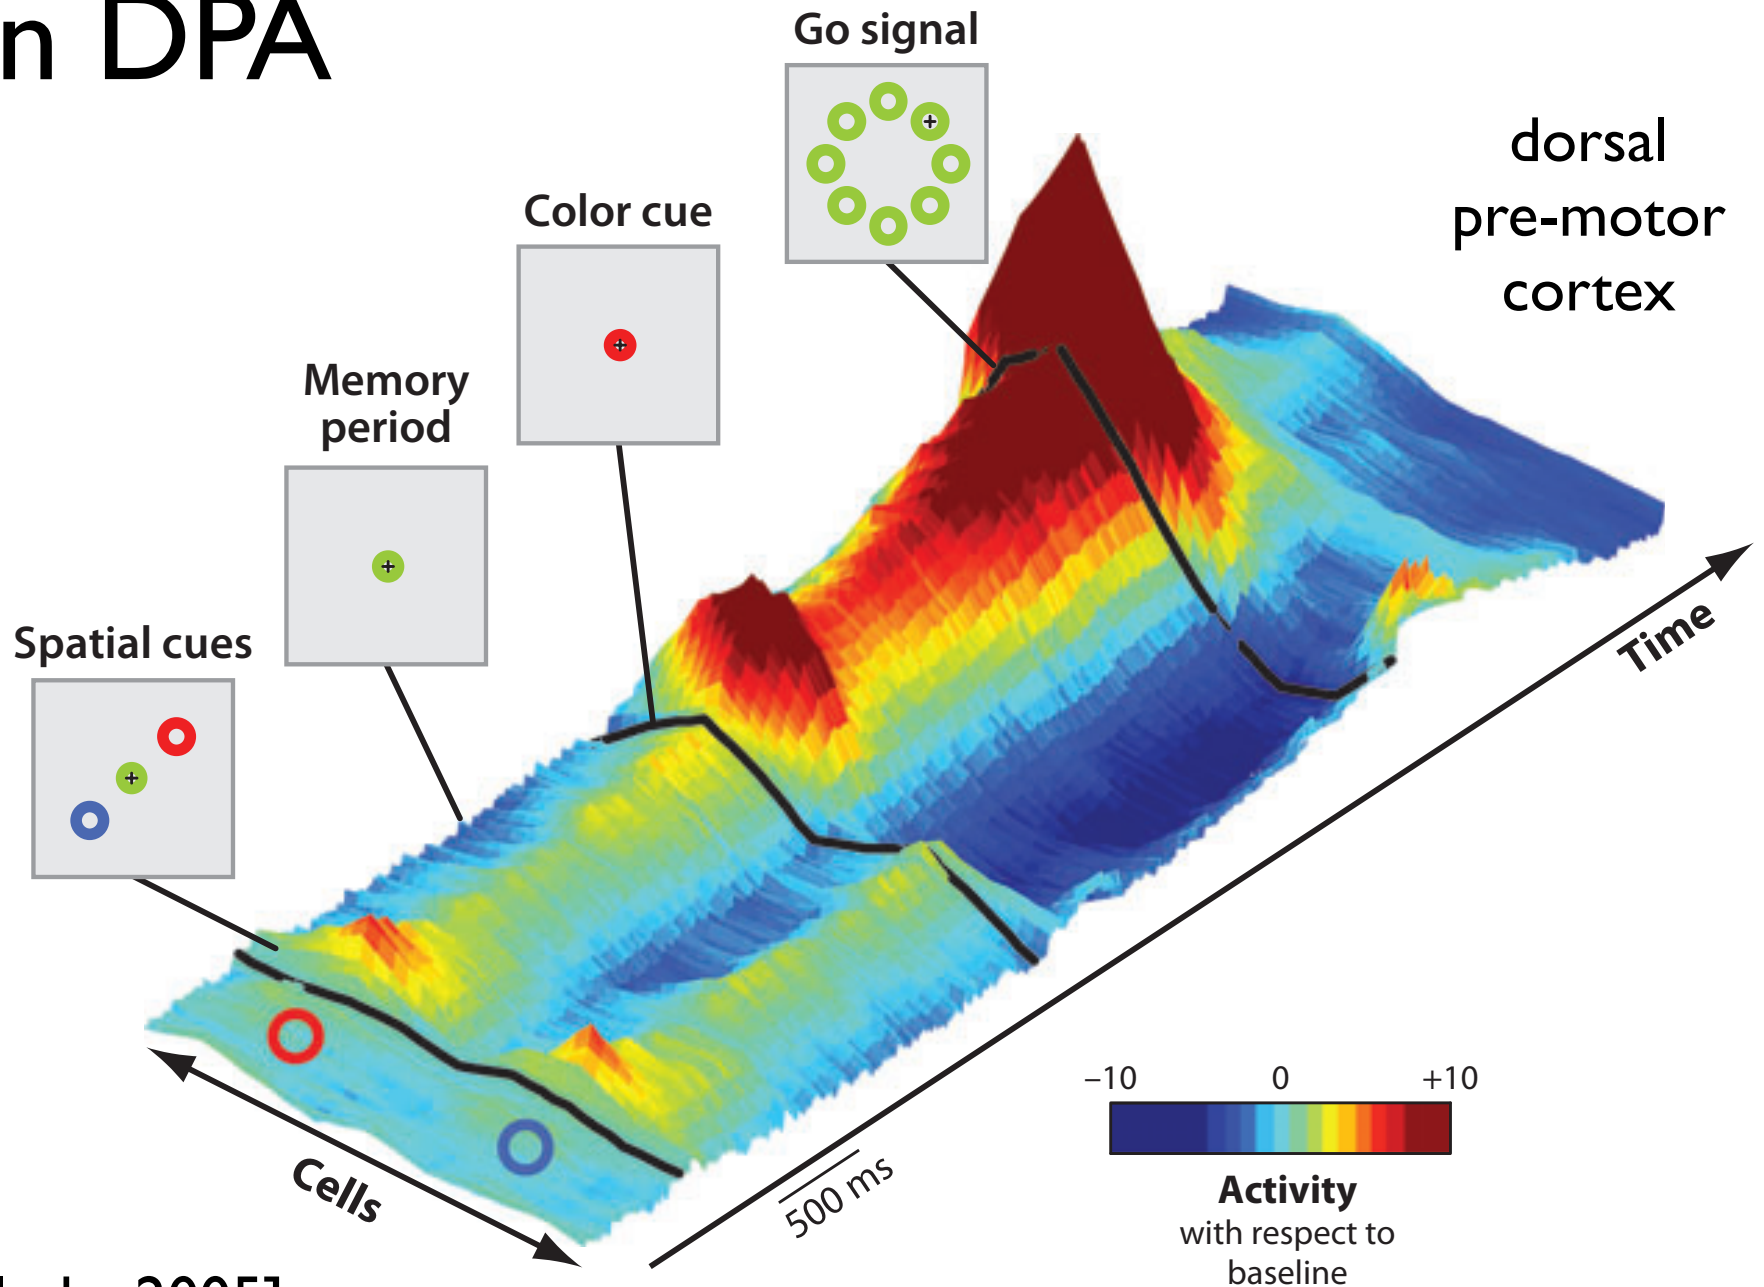 n DPA
Go signal
dorsal
pre-motor
cortex
Color cue
Memory
period
Spatial cues
Time
Cells
500 ms
−10 0 +10
Activity
with respect to
baseline
2005]